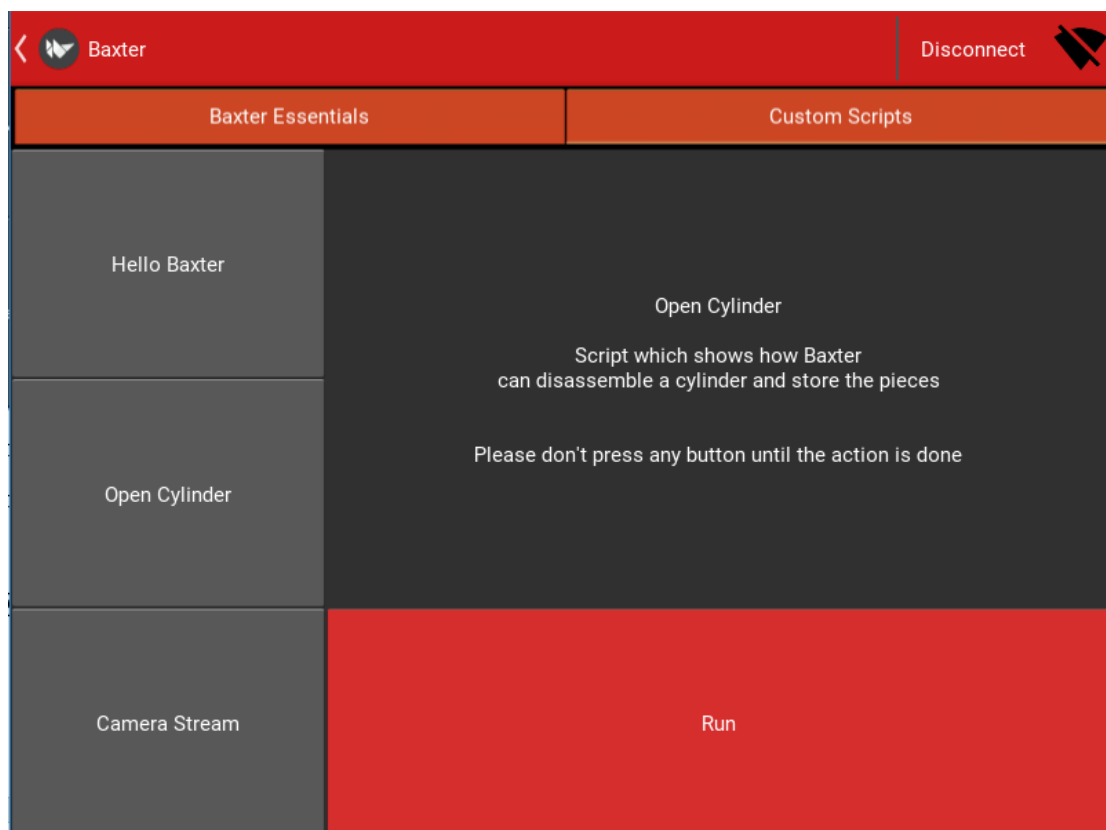 Baxter
Disconnect
Baxter Essentials
Custom Scripts
Hello Baxter
Open Cylinder
Camera Stream
Open Cylinder
Script which shows how Baxter
can disassemble a cylinder and store the pieces
Please don't press any button until the action is done
Run